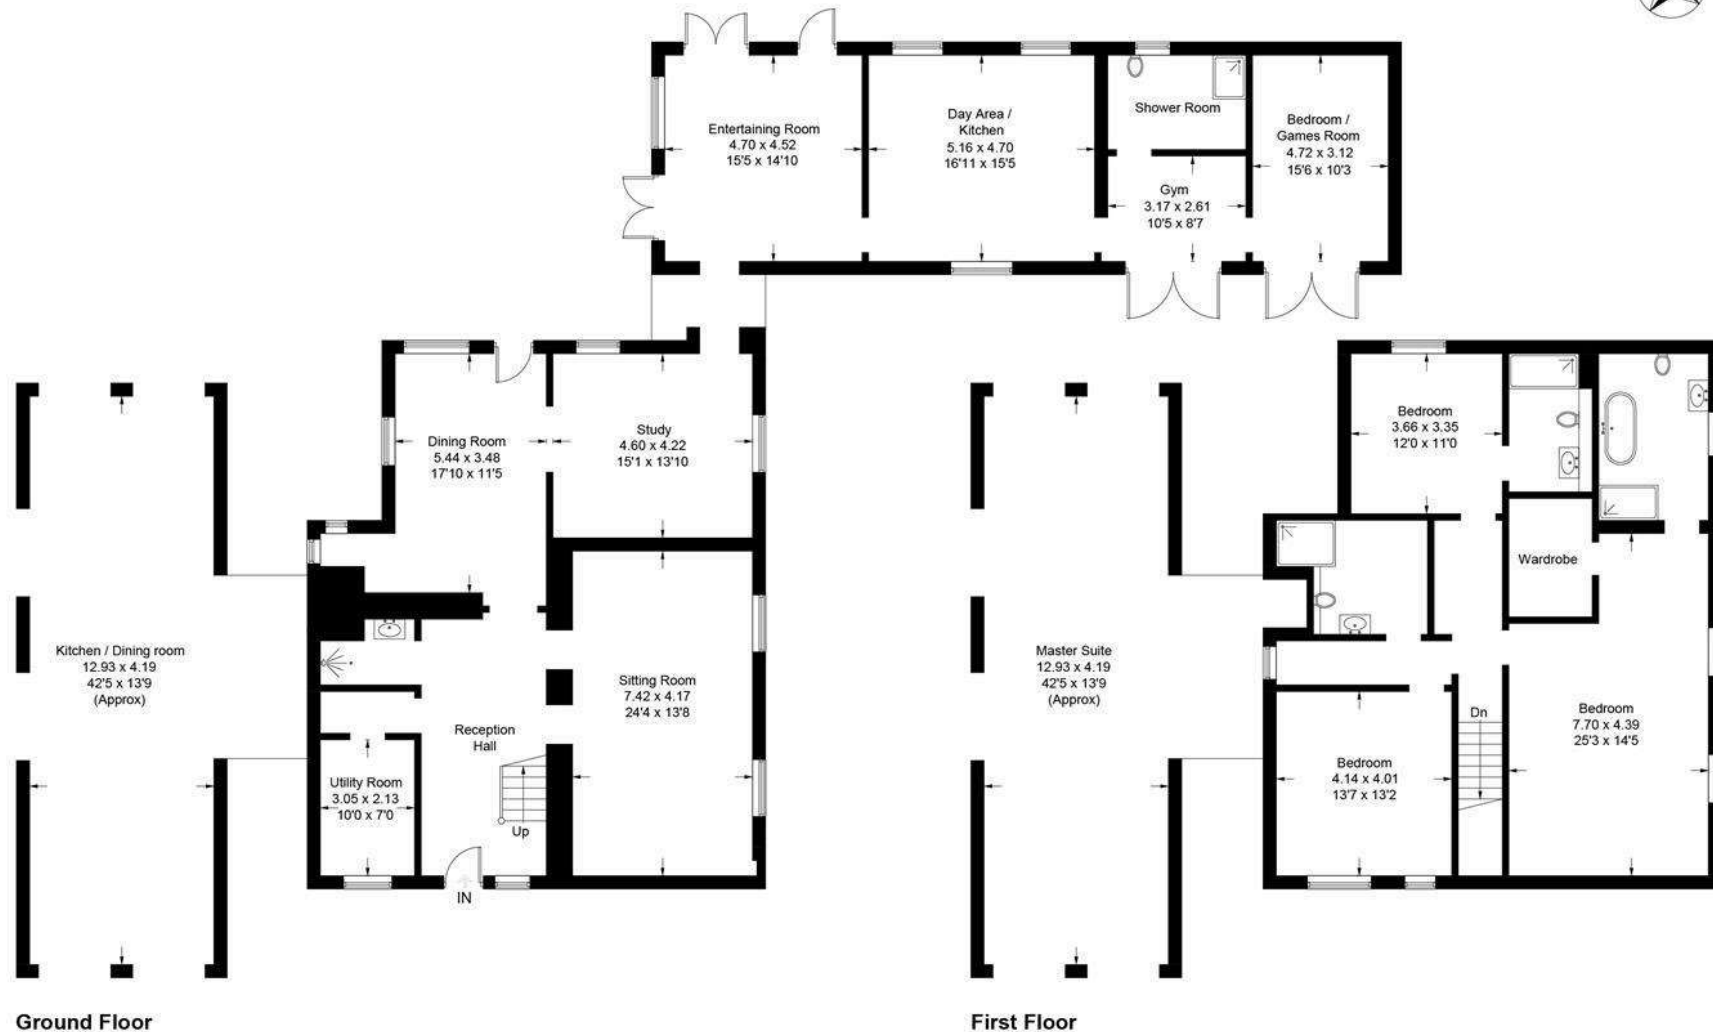 Entertaining Room
4.70 x 4.52
15'5 x 14'10
Day Area /
Kitchen
5.16 x 4.70
16'11 x 15'5
Shower Room
Gym
3.17 x 2.61
10'5 x 8'7
Bedroom /
Games Room
4.72 x 3.12
15'6 x 10'3
Dining Room
5.44 x 3.48
17'10 x 11'5
Study
4.60 x 4.22
15'1 x 13'10
Kitchen / Dining room
12.93 x 4.19
42'5 x 13'9
(Approx)
Sitting Room
7.42 x 4.17
24'4 x 13'8
Reception
Hall
Utility Room
3.05 x 2.13
10'0 x 7'0
Up
IN
Bedroom
3.66 x 3.35
12'0 x 11'0
Wardrobe
Master Suite
12.93 x 4.19
42'5 x 13'9
(Approx)
Dn
Bedroom
7.70 x 4.39
25'3 x 14'5
Bedroom
4.14 x 4.01
13'7 x 13'2
Ground Floor
First Floor